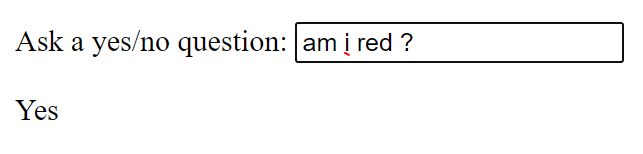 Ask a yes/no question: am i red ?
Yes